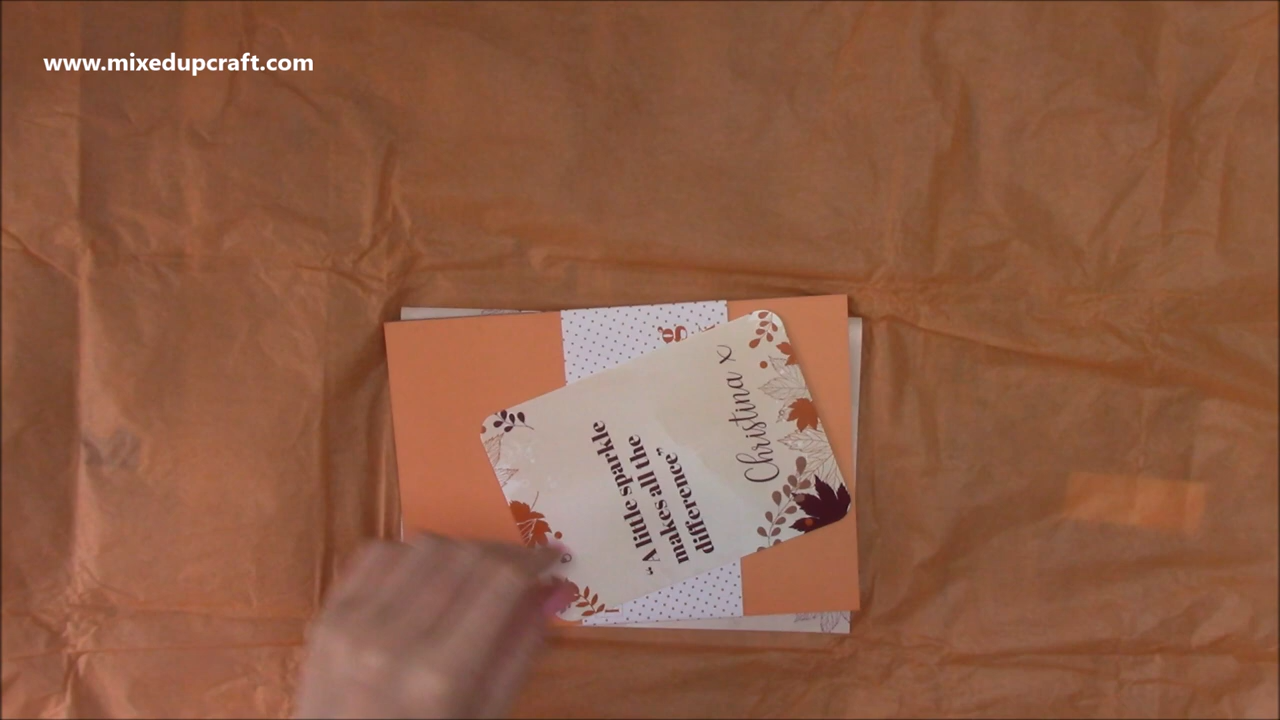 www.mixedupcraft.com
g
“A little sparkle
makes all the
difference”
Christina x